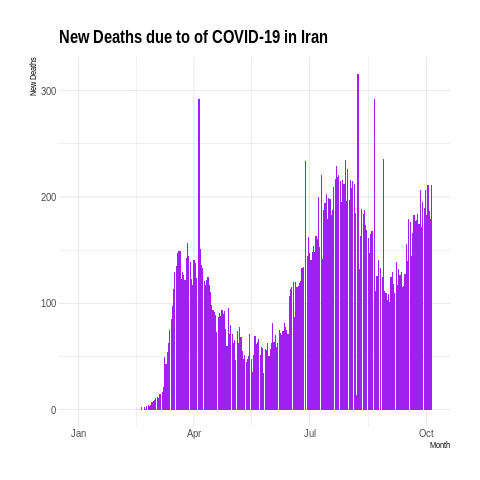 New Deaths due to of COVID-19 in Iran
New Deaths
300
200
100
0
Jan Apr Jul Oct
Month